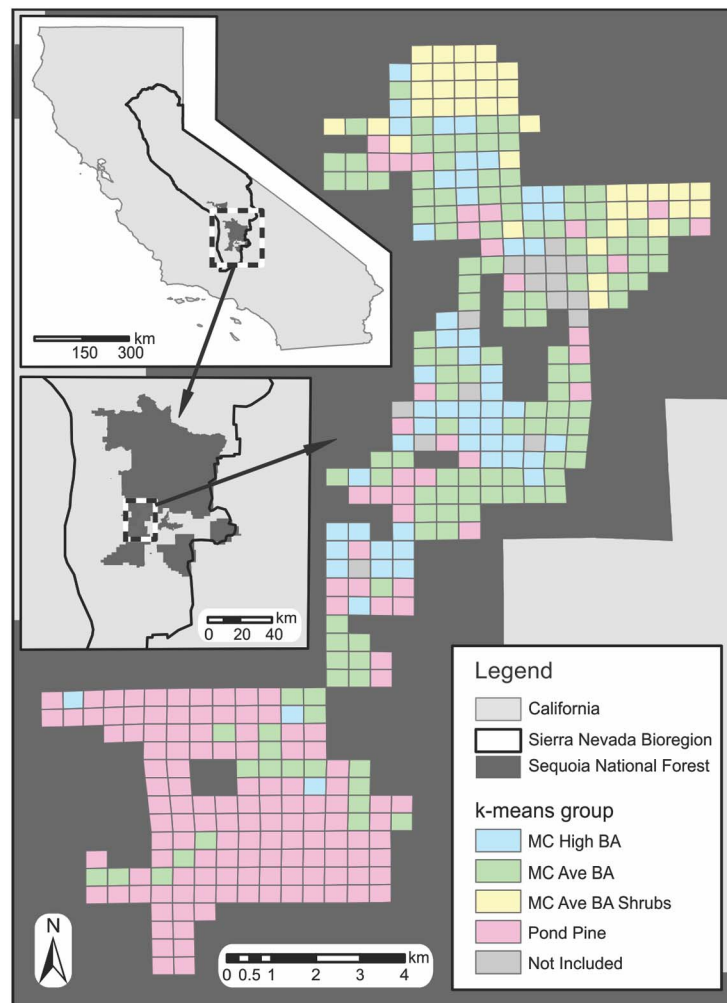 km
150 300
km
0 20 40
Legend
California
Sierra Nevada Bioregion
Sequoia National Forest
k-means group
MC High BA
MC Ave BA
MC Ave BA Shrubs
Pond Pine
Not Included
N
km
0 0.5 1 2 3 4